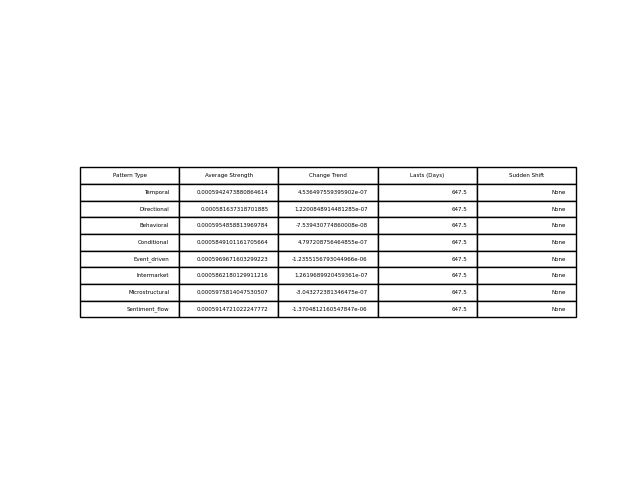 Pattern Type Average Strength Change Trend Lasts (Days) Sudden Shift
Temporal 0.0005942473880864614 4.536497559395902e-07 647.5 None
Directional 0.000581637318701885 1.2200848914481285e-07 647.5 None
Behavioral 0.0005954858813969784 -7.539430774860008e-08 647.5 None
Conditional 0.0005849101161705664 4.797208756464855e-07 647.5 None
Event_driven 0.0005969671603299223 -1.2355156793044966e-06 647.5 None
Intermarket 0.0005862180129911216 1.2619689920459361e-07 647.5 None
Microstructural 0.0005975814047530507 -3.043272381346475e-07 647.5 None
Sentiment_flow 0.0005914721022247772 -1.3704812160547847e-06 647.5 None